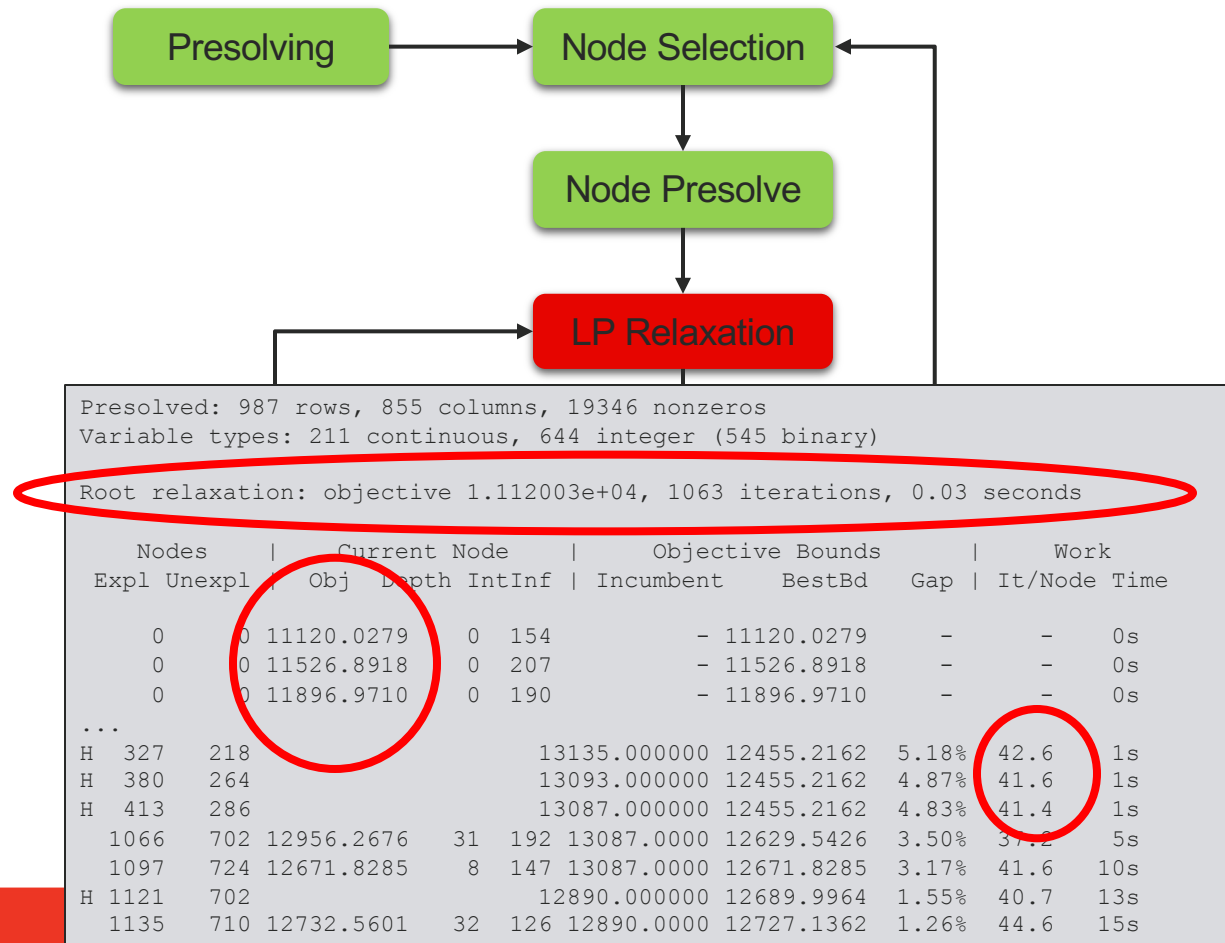 Presolving
Node Selection
Node Presolve
LP Relaxation
Presolved: 987 rows, 855 columns, 19346 nonzeros
Variable types: 211 continuous, 644 integer (545 binary)
Root relaxation: objective 1.112003e+04, 1063 iterations, 0.03 seconds
Nodes | Current Node | Objective Bounds | Work
Expl Unexpl | Obj Depth IntInf | Incumbent BestBd Gap | It/Node Time
0 0 11120.0279 0 154 - 11120.0279 - - 0s
0 0 11526.8918 0 207 - 11526.8918 - - 0s
0 0 11896.9710 0 190 - 11896.9710 - - 0s
...
H 327 218 13135.000000 12455.2162 5.18% 42.6 1s
H 380 264 13093.000000 12455.2162 4.87% 41.6 1s
H 413 286 13087.000000 12455.2162 4.83% 41.4 1s
1066 702 12956.2676 31 192 13087.0000 12629.5426 3.50% 37.2 5s
1097 724 12671.8285 8 147 13087.0000 12671.8285 3.17% 41.6 10s
H 1121 702 12890.000000 12689.9964 1.55% 40.7 13s
1135 710 12732.5601 32 126 12890.0000 12727.1362 1.26% 44.6 15s